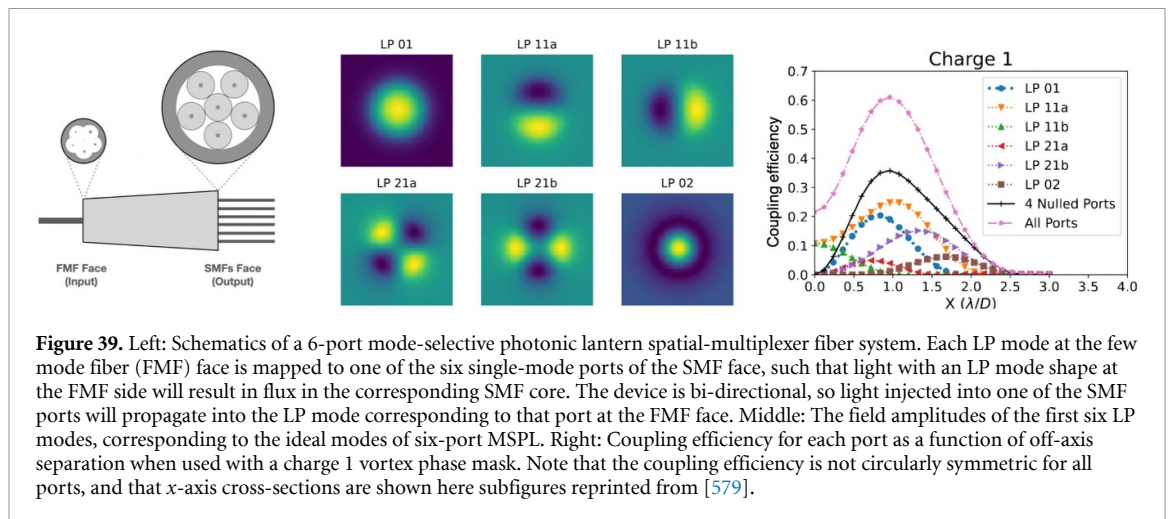 FMF Face
(Input)
SMFs Face
(Output)
LP 01
LP 11a
LP 11b
LP 21a
LP 21b
LP 02
Charge 1
Coupling efficiency
0.7
0.6
0.5
0.4
0.3
0.2
0.1
0.0
0.0
0.5
1.0
1.5
2.0
2.5
3.0
4.0
X (λ/D)
LP 01
LP 11a
LP 11b
LP 21a
LP 21b
LP 02
4 Nulled Ports
All Ports
Figure 39. Left: Schematics of a 6-port mode-selective photonic lantern spatial-multiplexer fiber system. Each LP mode at the few
mode fiber (FMF) face is mapped to one of the six single-mode ports of the SMF face, such that light with an LP mode shape at
the FMF side will result in flux in the corresponding SMF core. The device is bi-directional, so light injected into one of the SMF
ports will propagate into the LP mode corresponding to that port at the FMF face. Middle: The field amplitudes of the first six LP
modes, corresponding to the ideal modes of six-port MSPL. Right: Coupling efficiency for each port as a function of off-axis
separation when used with a charge 1 vortex phase mask. Note that the coupling efficiency is not circularly symmetric for all
ports, and that x-axis cross-sections are shown here subfigures reprinted from [579].